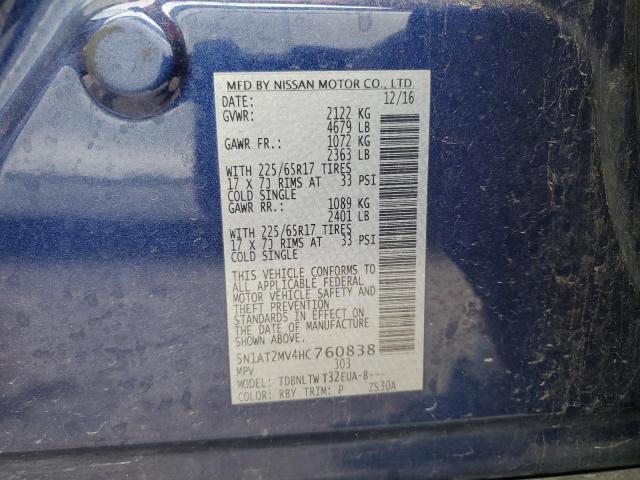 MFD BY NISSAN MOTOR CO., LTD.
DATE: 12/16
GVWR: 2122 KG
4679 LB
GAWR FR.: 1072 KG
2363 LB
WITH 225/65R17 TIRES
17 X 7J RIMS AT 33 PSI
COLD SINGLE
GAWR RR.: 1089 KG
2401 LB
WITH 225/65R17 TIRES
17 X 7J RIMS AT 33 PSI
COLD SINGLE
THIS VEHICLE CONFORMS TO
ALL APPLICABLE FEDERAL
MOTOR VEHICLE SAFETY AND
THEFT PREVENTION
STANDARDS IN EFFECT ON
THE DATE OF MANUFACTURE
SHOWN ABOVE.
5N1AT2MV4HC760838
MPV 303
MODEL: TDBNLTWT32EUA-B---
COLOR: RBY TRIM: P ZS30A